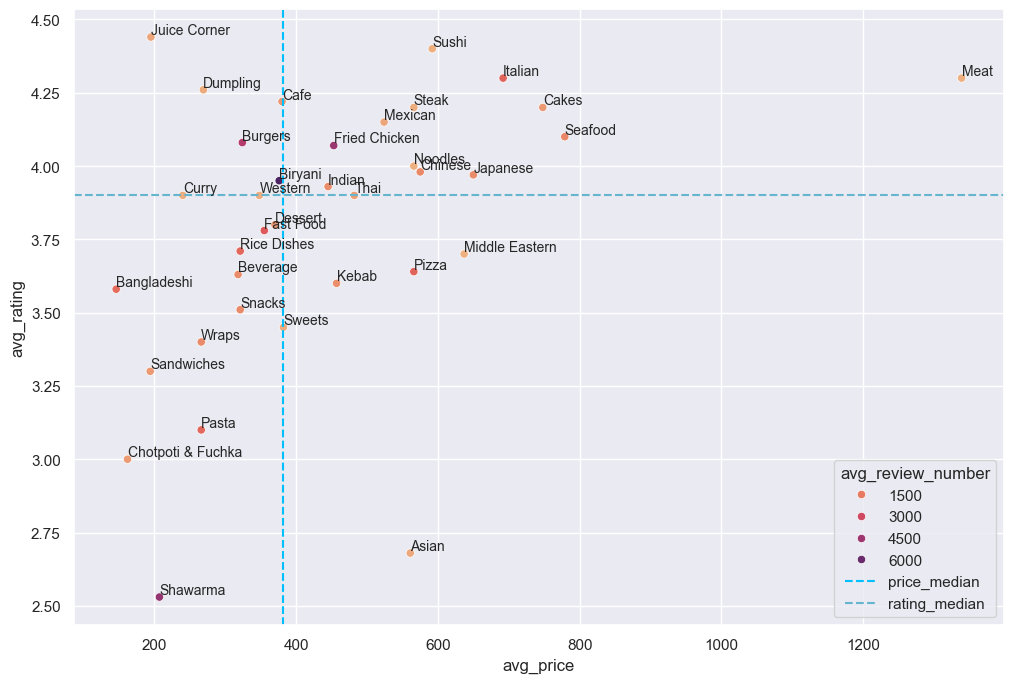 4.50
Juice Corner
Sushi
Italian
Meat
4.25
Dumpling
Cafe
Steak
Cakes
Mexican
Burgers
Fried Chicken
Seafood
4.00
Noodles
Chinese
Japanese
Biryani
Indian
Curry
Western
Thai
Dessert
Fast Food
3.75
Rice Dishes
Middle Eastern
Beverage
Pizza
Bangladeshi
Kebab
3.50
Snacks
Sweets
Wraps
3.25
Sandwiches
Pasta
3.00
Chotpoti & Fuchka
2.75
Asian
2.50
Shawarma
avg_rating
avg_review_number
1500
3000
4500
6000
price_median
rating_median
200 400 600 800 1000 1200
avg_price